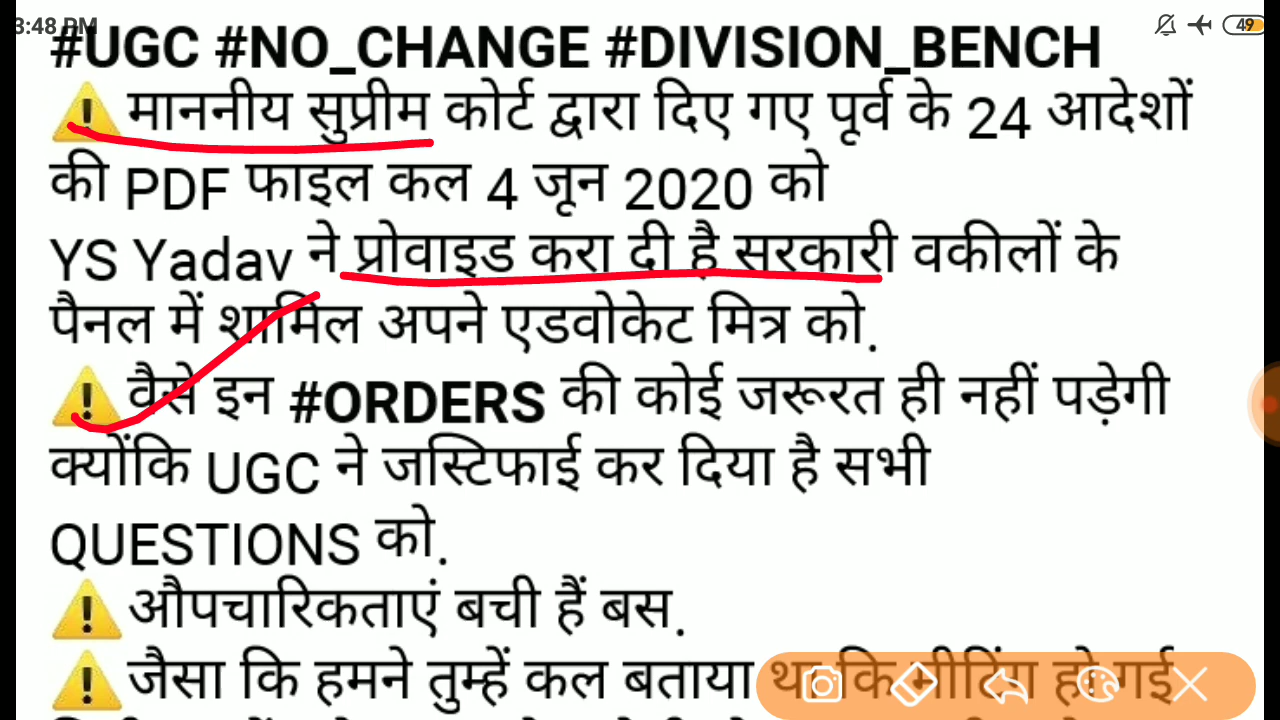 3:48 PM
49
#UGC #NO_CHANGE #DIVISION_BENCH
माननीय सुप्रीम कोर्ट द्वारा दिए गए पूर्व के 24 आदेशों
की PDF फाइल कल 4 जून 2020 को
YS Yadav ने प्रोवाइड करा दी है सरकारी वकीलों के
पैनल में शामिल अपने एडवोकेट मित्र को.
वैसे इन #ORDERS की कोई जरूरत ही नहीं पड़ेगी
क्योंकि UGC ने जस्टिफाई कर दिया है सभी
QUESTIONS को.
औपचारिकताएं बची हैं बस.
जैसा कि हमने तुम्हें कल बताया था कि मीटिंग हो गई